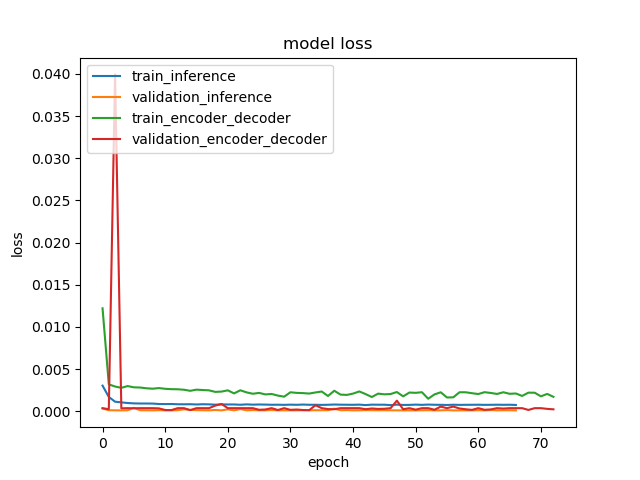 model loss
train_inference
validation_inference
train_encoder_decoder
validation_encoder_decoder
0.040
0.035
0.030
0.025
0.020
0.015
0.010
0.005
0.000
loss
0 10 20 30 40 50 60 70
epoch